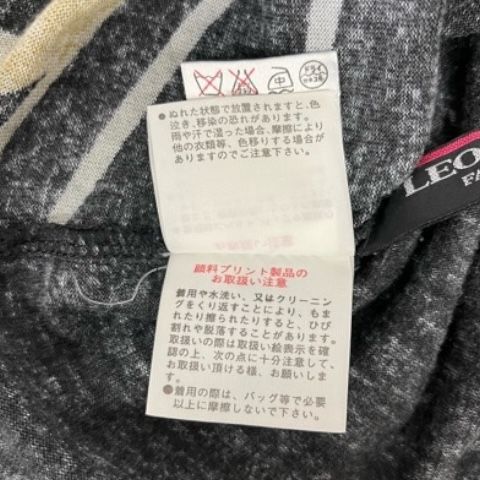 中
ドライ
●ぬれた状態で放置されますと、色
泣き、移染の恐れがあります。
雨や汗で湿った場合、摩擦により
他の衣類等、色移りする場合が
ありますのでご注意下さい。
LEO
FA
顔料プリント製品の
お取扱い注意
着用や水洗い、又はクリーニン
グをくり返すことにより、もま
れたり擦られたりすると、ひび
割れや脱落することがあります。
取扱いの際は取扱い絵表示を確
認の上、次の点に十分注意して、
お取扱い頂ける様、お願いしま
す。
●着用の際は、バッグ等で必要
以上に摩擦しないで下さい。